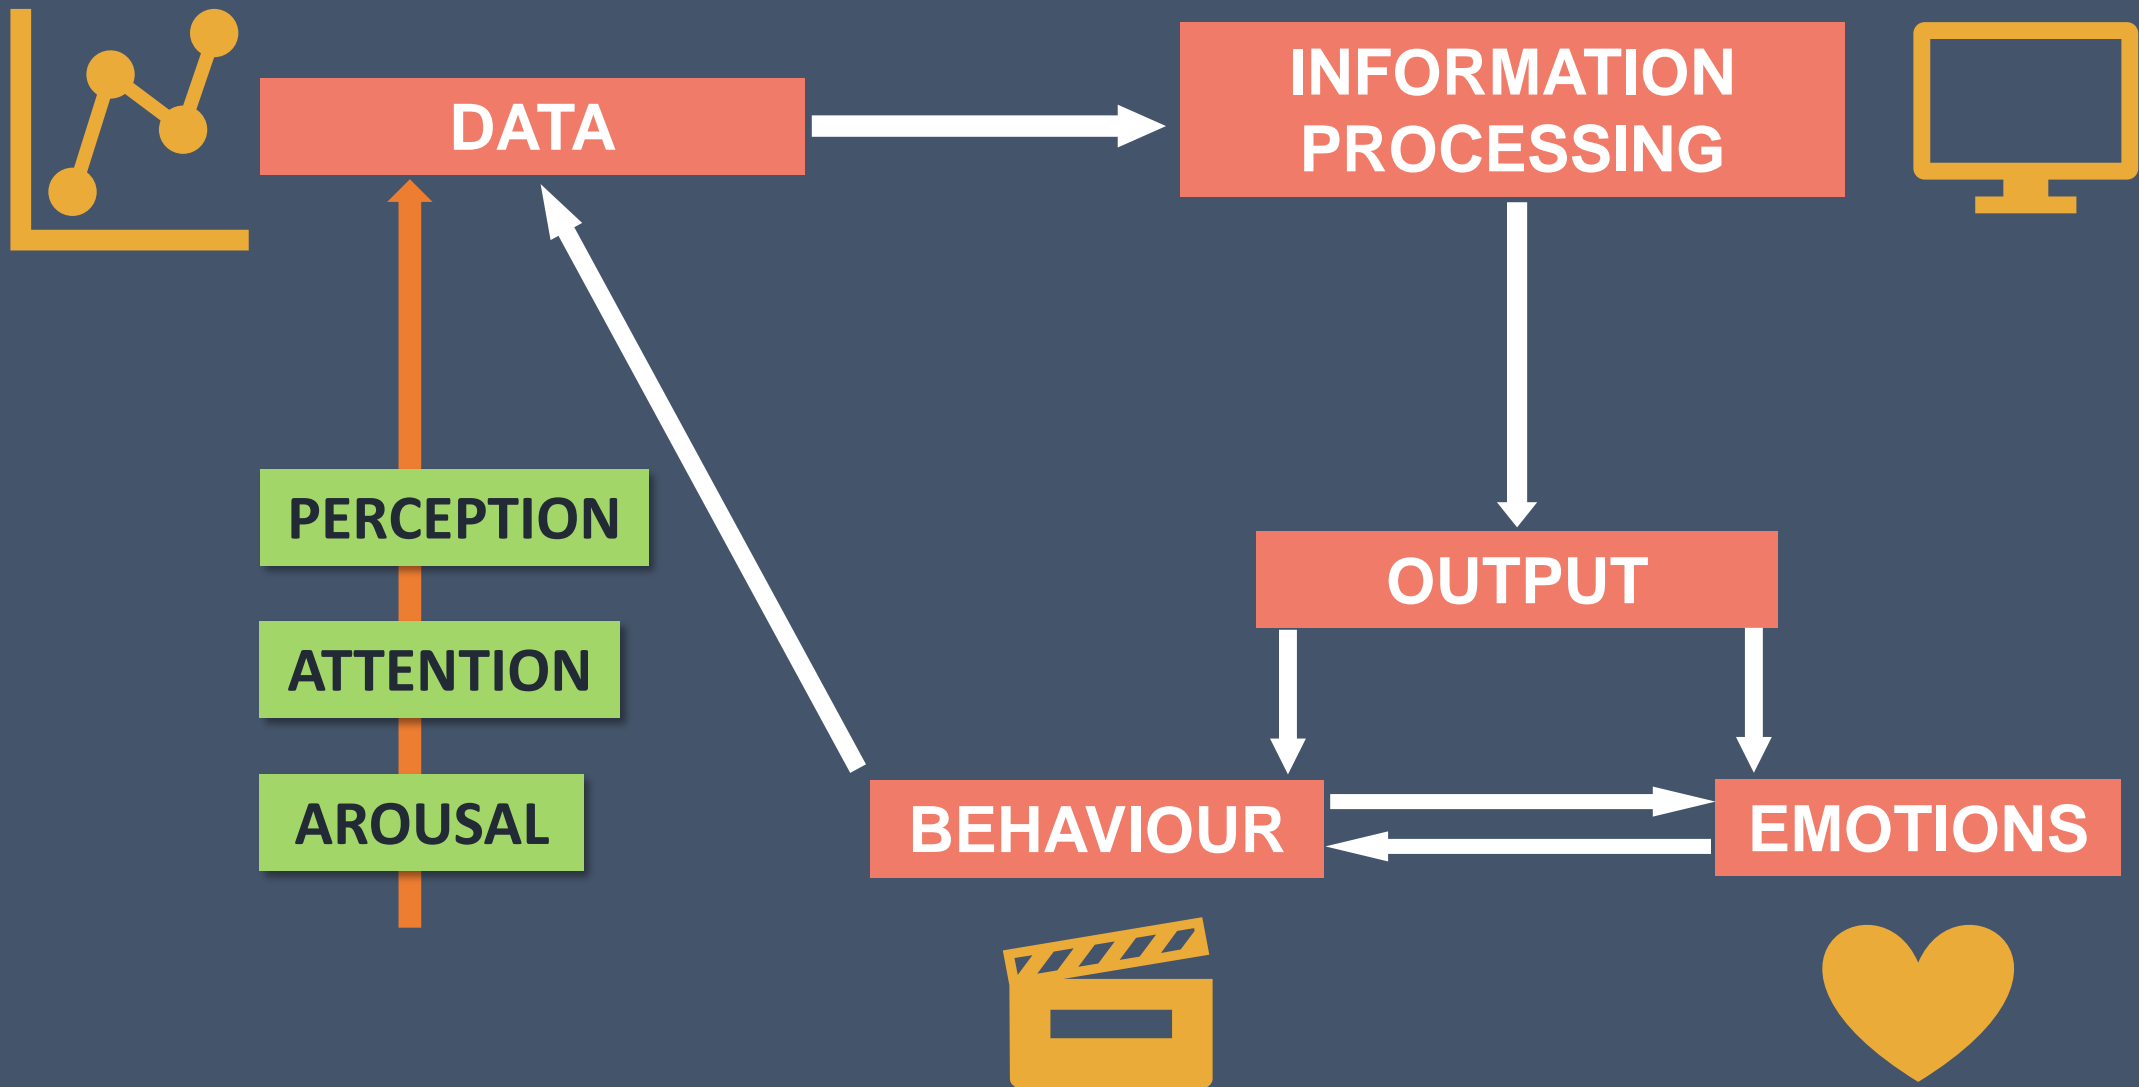 DATA
INFORMATION
PROCESSING
PERCEPTION
ATTENTION
AROUSAL
OUTPUT
BEHAVIOUR
EMOTIONS